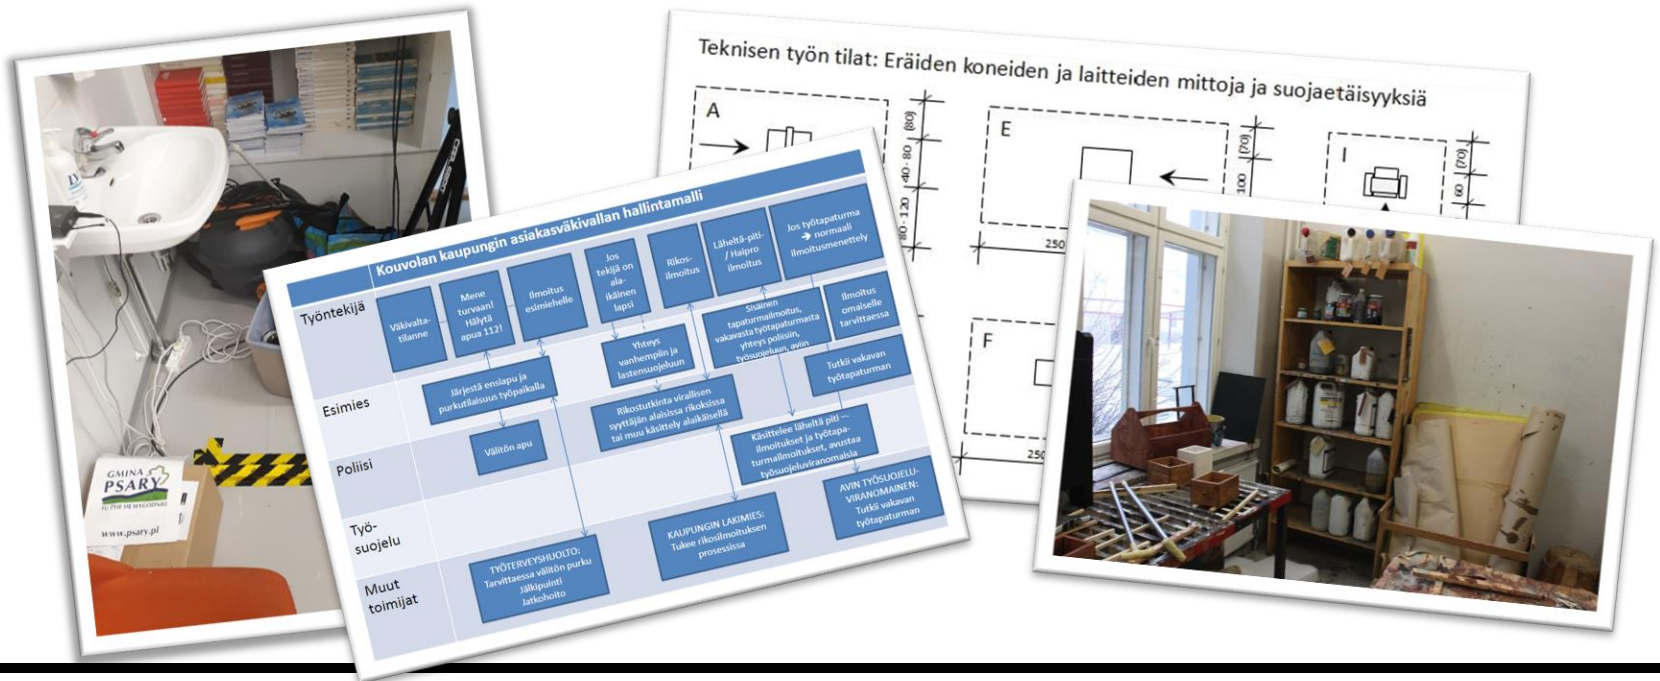 GMINA
PSARY
www.psary.pl
Teknisen työn tilat: Eräiden koneiden ja laitteiden mittoja ja suojaetäisyyksiä
A
80 - 120
40 - 80
(80)
E
250
100
(70)
I
60
(70)
F
250
Kouvolan kaupungin asiakasväkivallan hallintamalli
Työntekijä
Väkivalta-
tilanne
Mene
turvaan!
Hälytä
apua 112!
Ilmoitus
esimiehelle
Jos
tekijä on
ala-
ikäinen
lapsi
Rikos-
ilmoitus
Läheltä-piti-
/ Haipro
ilmoitus
Jos työtapaturma
→ normaali
ilmoitusmenettely
Esimies
Järjestä ensiapu ja
purkutilaisuus työpaikalla
Yhteys
vanhempiin ja
lastensuojeluun
Sisäinen
tapaturmailmoitus,
vakavasta työtapaturmasta
yhteys poliisiin,
työsuojeluun, aviin
Ilmoitus
omaiselle
tarvittaessa
Tutkii vakavan
työtapaturman
Poliisi
Välitön apu
Rikostutkinta virallisen
syyttäjän alaisissa rikoksissa
tai muu käsittely alaikäisellä
Työ-
suojelu
Käsittelee läheltä piti –
ilmoitukset ja työtapa-
turmailmoitukset, avustaa
työsuojeluviranomaisia
Muut
toimijat
TYÖTERVEYSHUOLTO:
Tarvittaessa välitön purku
Jälkipuinti
Jatkohoito
KAUPUNGIN LAKIMIES:
Tukee rikosilmoituksen
prosessissa
AVIN TYÖSUOJELU-
VIRANOMAINEN:
Tutkii vakavan
työtapaturman